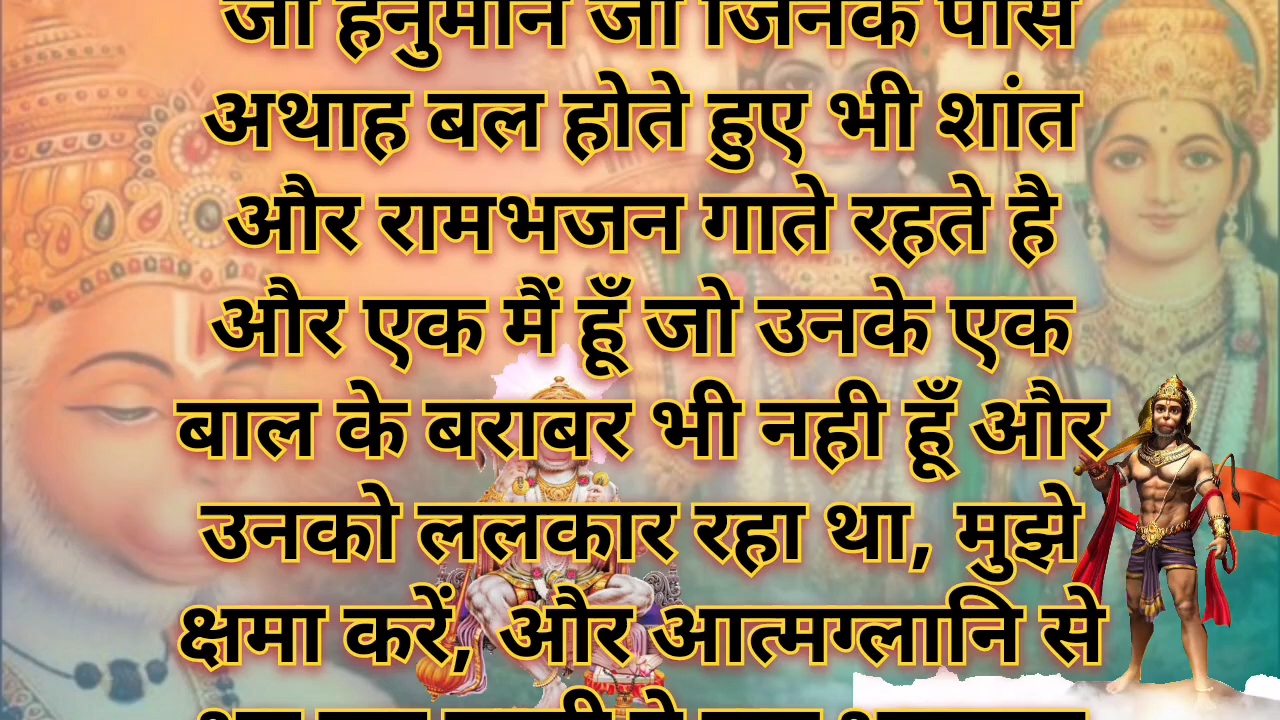 जी हनुमान जी जिनके पास
अथाह बल होते हुए भी शांत
और रामभजन गाते रहते है
और एक मैं हूँ जो उनके एक
बाल के बराबर भी नही हूँ और
उनको ललकार रहा था, मुझे
क्षमा करें, और आत्मग्लानि से